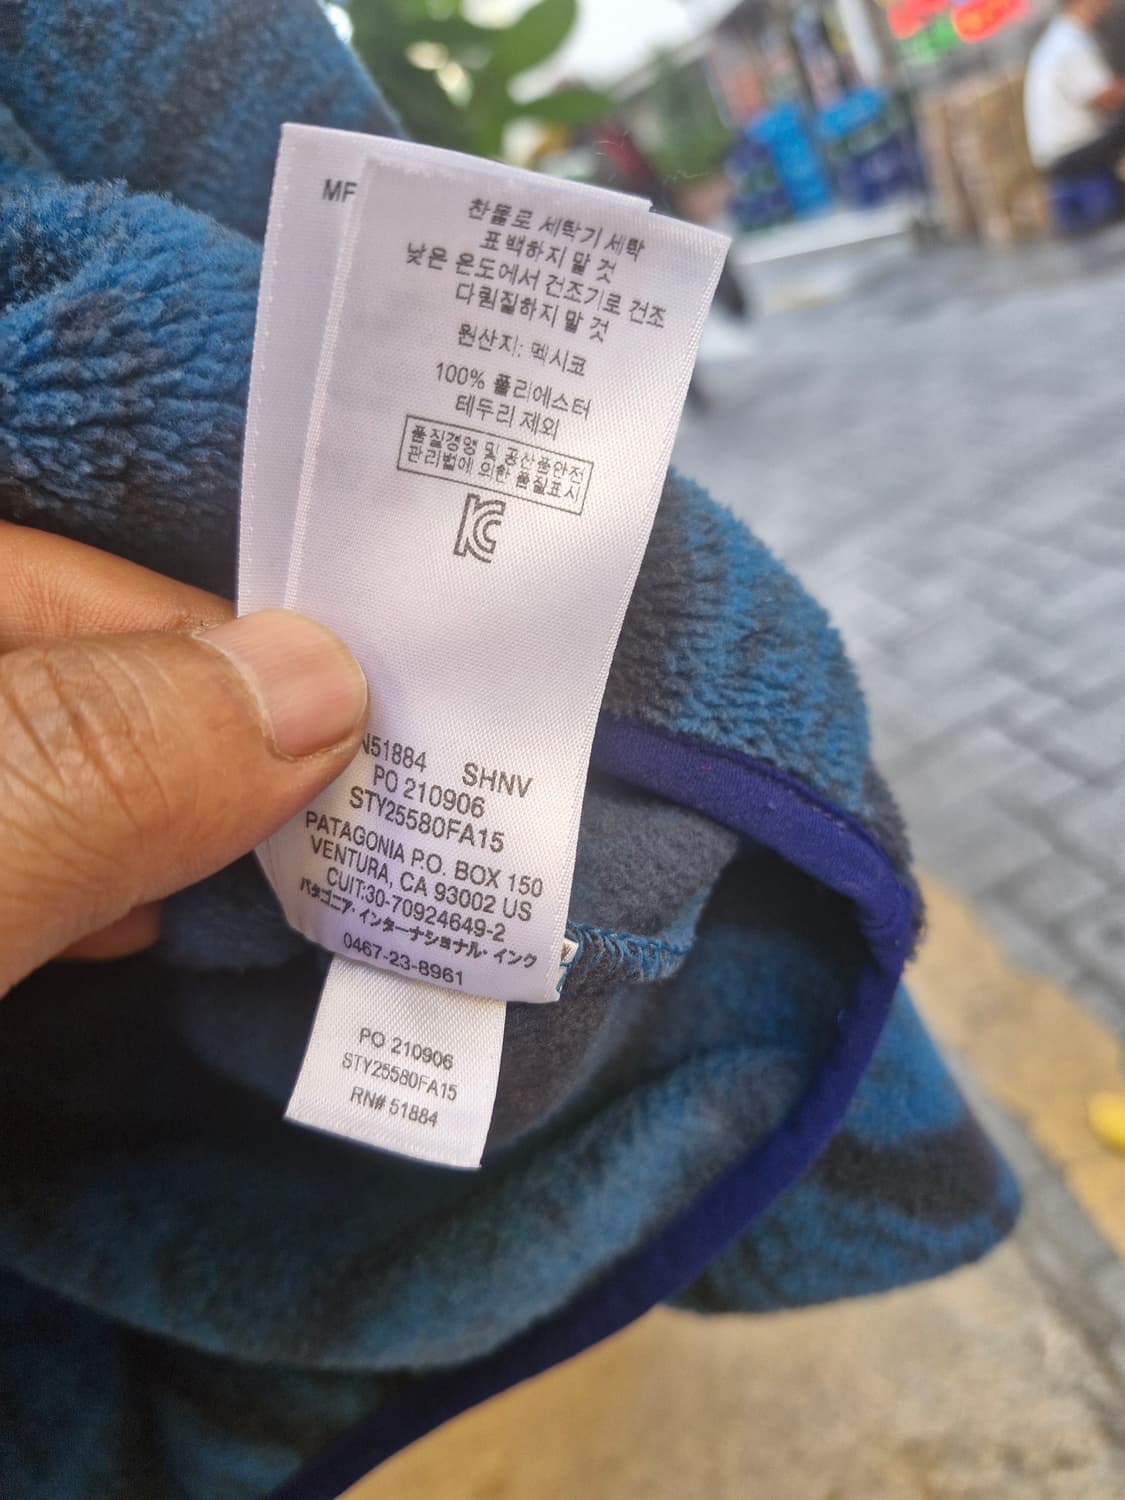 MF
찬물로 세탁기 세탁
표백하지 말 것
낮은 온도에서 건조기로 건조
다림질하지 말 것
원산지: 멕시코
100% 폴리에스터
테두리 제외
품질경영 및 공산품안전
관리법에 의한 품질표시
KC
N51884 SHNV
PO 210906
STY25580FA15
PATAGONIA P.O. BOX 150
VENTURA, CA 93002 US
CUIT:30-70924649-2
パタゴニア・インターナショナル・インク
0467-23-8961
PO 210906
STY25580FA15
RN# 51884